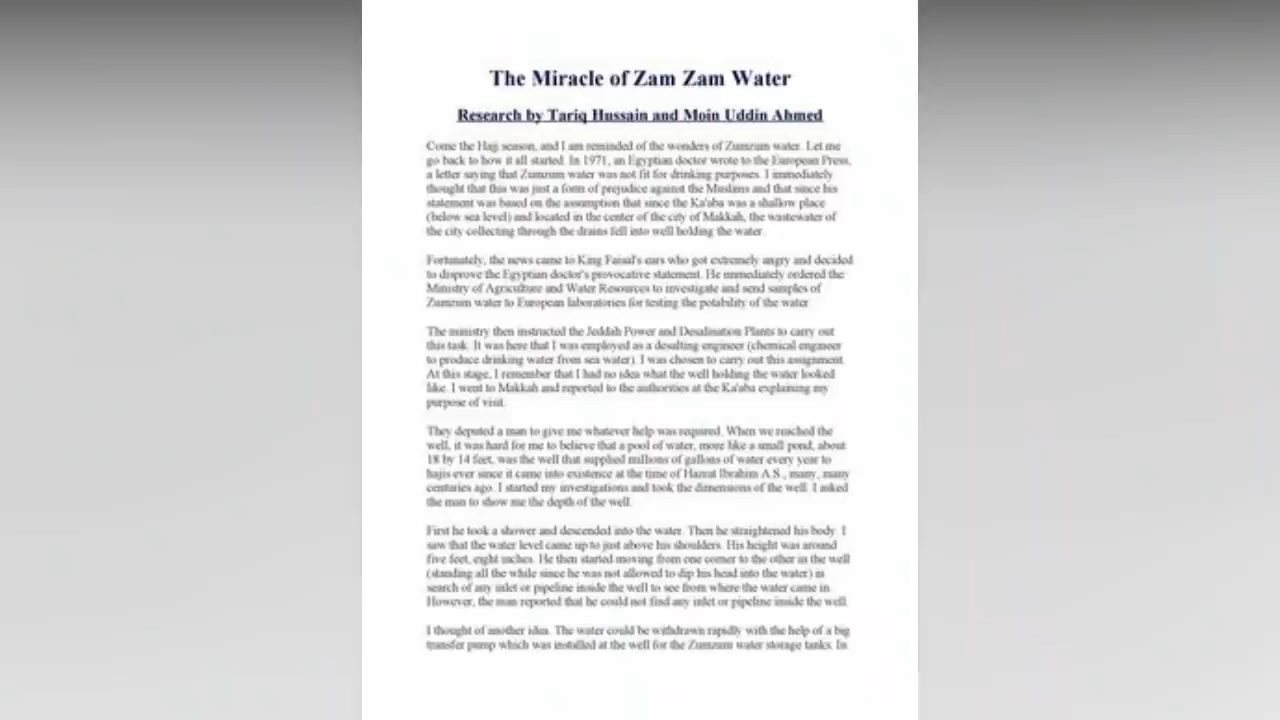 The Miracle of Zam Zam Water
Research by Tariq Hussain and Moin Uddin Ahmed
Come the Hajj season, and I am reminded of the wonders of Zumzum water. Let me
go back to how it all started. In 1971, an Egyptian doctor wrote to the European Press,
a letter saying that Zumzum water was not fit for drinking purposes. I immediately
thought that this was just a form of prejudice against the Muslims and that since his
statement was based on the assumption that since the Ka'aba was a shallow place
(below sea level) and located in the center of the city of Makkah, the wastewater of
the city collecting through the drains fell into well holding the water.
Fortunately, the news came to King Faisal's ears who got extremely angry and decided
to disprove the Egyptian doctor's provocative statement. He immediately ordered the
Ministry of Agriculture and Water Resources to investigate and send samples of
Zumzum water to European laboratories for testing the potability of the water.
The ministry then instructed the Jeddah Power and Desalination Plants to carry out
this task. It was here that I was employed as a desalting engineer (chemical engineer
to produce drinking water from sea water). I was chosen to carry out this assignment.
At this stage, I remember that I had no idea what the well holding the water looked
like. I went to Makkah and reported to the authorities at the Ka'aba explaining my
purpose of visit.
They deputed a man to give me whatever help was required. When we reached the
well, it was hard for me to believe that a pool of water, more like a small pond, about
18 by 14 feet, was the well that supplied millions of gallons of water every year to
hajis ever since it came into existence at the time of Hazrat Ibrahim A.S., many, many
centuries ago. I started my investigations and took the dimensions of the well. I asked
the man to show me the depth of the well.
First he took a shower and descended into the water. Then he straightened his body. I
saw that the water level came up to just above his shoulders. His height was around
five feet, eight inches. He then started moving from one corner to the other in the well
(standing all the while since he was not allowed to dip his head into the water) in
search of any inlet or pipeline inside the well to see from where the water came in.
However, the man reported that he could not find any inlet or pipeline inside the well.
I thought of another idea. The water could be withdrawn rapidly with the help of a big
transfer pump which was installed at the well for the Zumzum water storage tanks. In